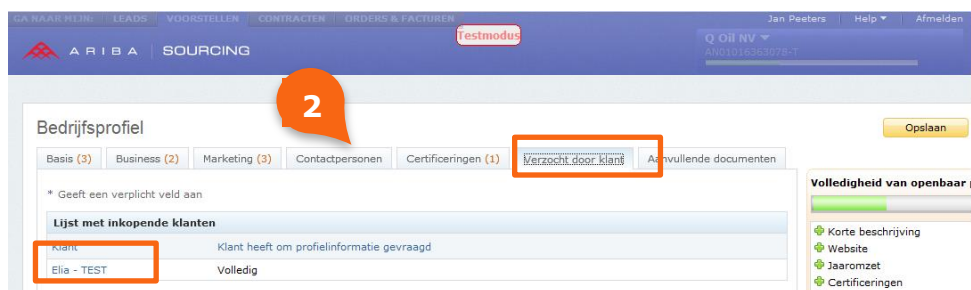 GA NAAR MIJN: LEADS VOORSTELLEN CONTRACTEN ORDERS & FACTUREN
Jan Peeters Help Afmelden
Testmodus
ARIBA SOURCING
Q Oil NV
2
Bedrijfsprofiel
Opslaan
Basis (3) Business (2) Marketing (3) Contactpersonen Certificeringen (1) Verzocht door klant Aanvullende documenten
* Geeft een verplicht veld aan
Volledigheid van openbaar
Lijst met inkopende klanten
Klant Klant heeft om profielinformatie gevraagd
Elia - TEST Volledig
Korte beschrijving
Website
Jaaromzet
Certificeringen